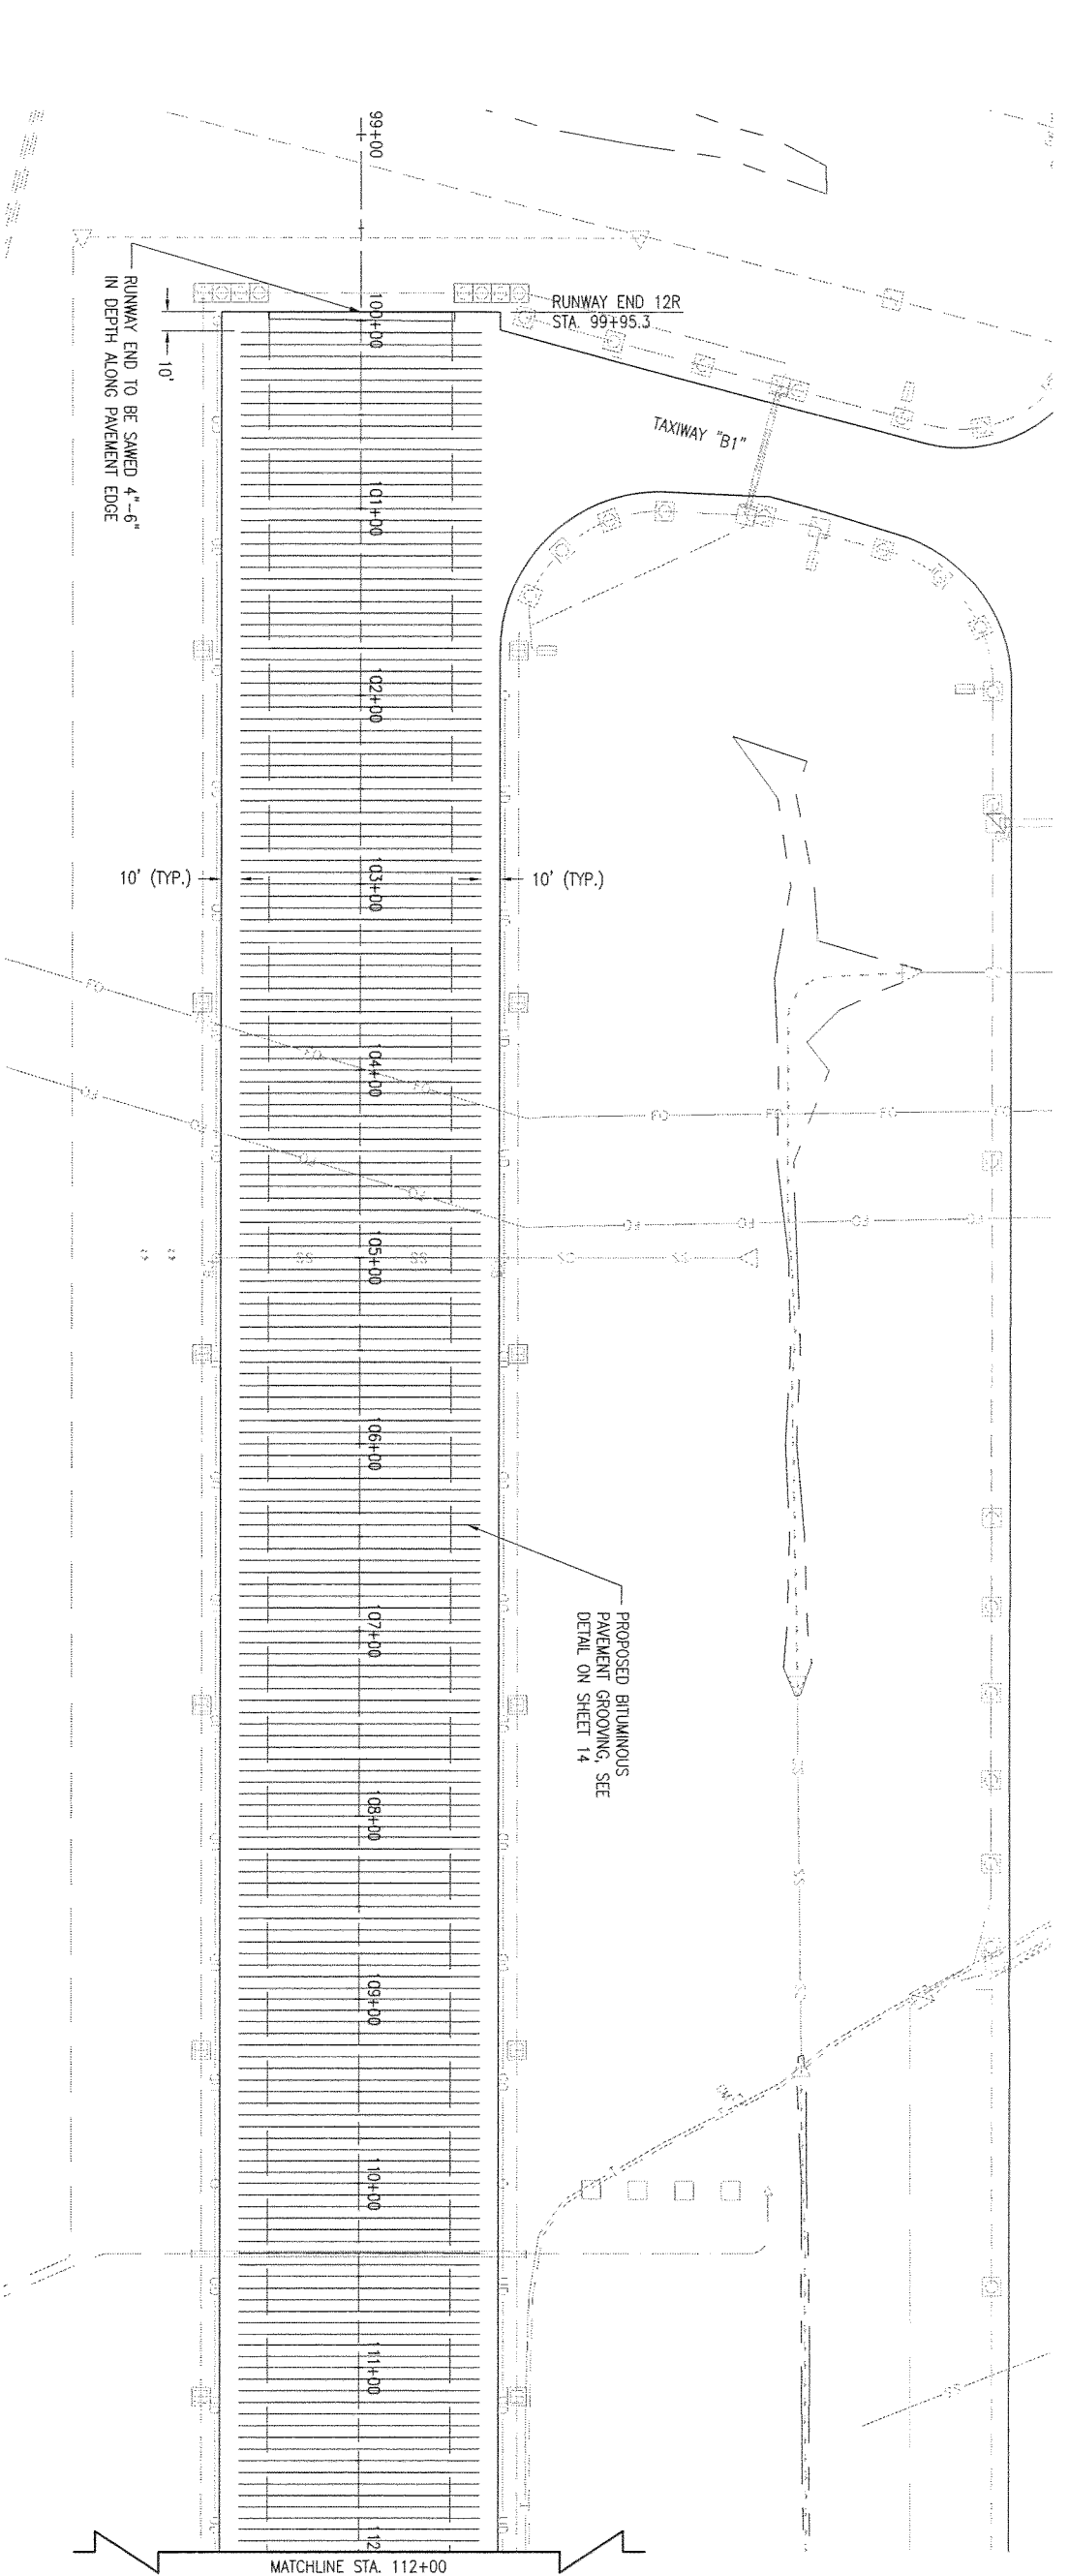 99+00
RUNWAY END 12R
STA. 99+95.3
100+00
10'
RUNWAY END TO BE SAWED 4"-6"
IN DEPTH ALONG PAVEMENT EDGE
TAXIWAY "B1"
101+00
102+00
10' (TYP.)
103+00
10' (TYP.)
104+00
105+00
106+00
PROPOSED BITUMINOUS
PAVEMENT GROOVING, SEE
DETAIL ON SHEET 14
107+00
108+00
109+00
110+00
111+00
112
MATCHLINE STA. 112+00